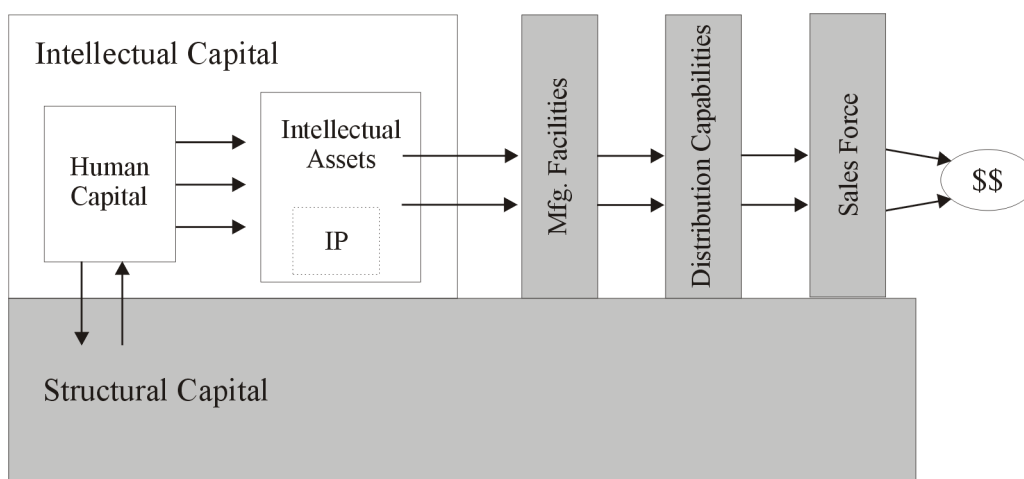 Intellectual Capital
Human
Capital
Intellectual
Assets
IP
Mfg. Facilities
Distribution Capabilities
Sales Force
$$
Structural Capital